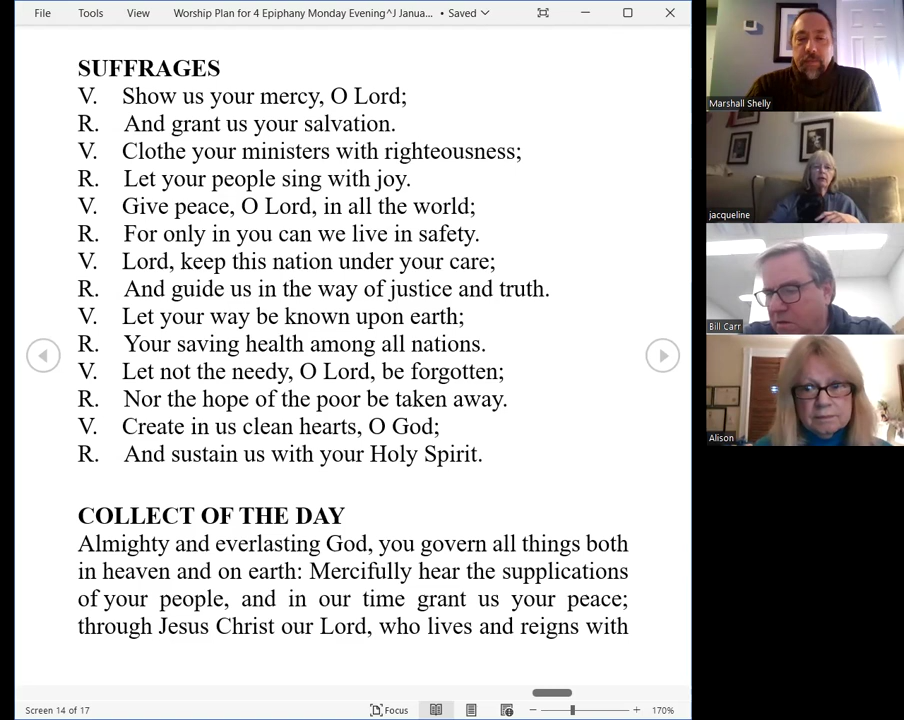 File Tools View Worship Plan for 4 Epiphany Monday Evening^J Janua... • Saved
SUFFRAGES
V. Show us your mercy, O Lord;
R. And grant us your salvation.
V. Clothe your ministers with righteousness;
R. Let your people sing with joy.
V. Give peace, O Lord, in all the world;
R. For only in you can we live in safety.
V. Lord, keep this nation under your care;
R. And guide us in the way of justice and truth.
V. Let your way be known upon earth;
R. Your saving health among all nations.
V. Let not the needy, O Lord, be forgotten;
R. Nor the hope of the poor be taken away.
V. Create in us clean hearts, O God;
R. And sustain us with your Holy Spirit.
COLLECT OF THE DAY
Almighty and everlasting God, you govern all things both
in heaven and on earth: Mercifully hear the supplications
of your people, and in our time grant us your peace;
through Jesus Christ our Lord, who lives and reigns with
Screen 14 of 17 Focus 170%
Marshall Shelly
jacqueline
Bill Carr
Alison